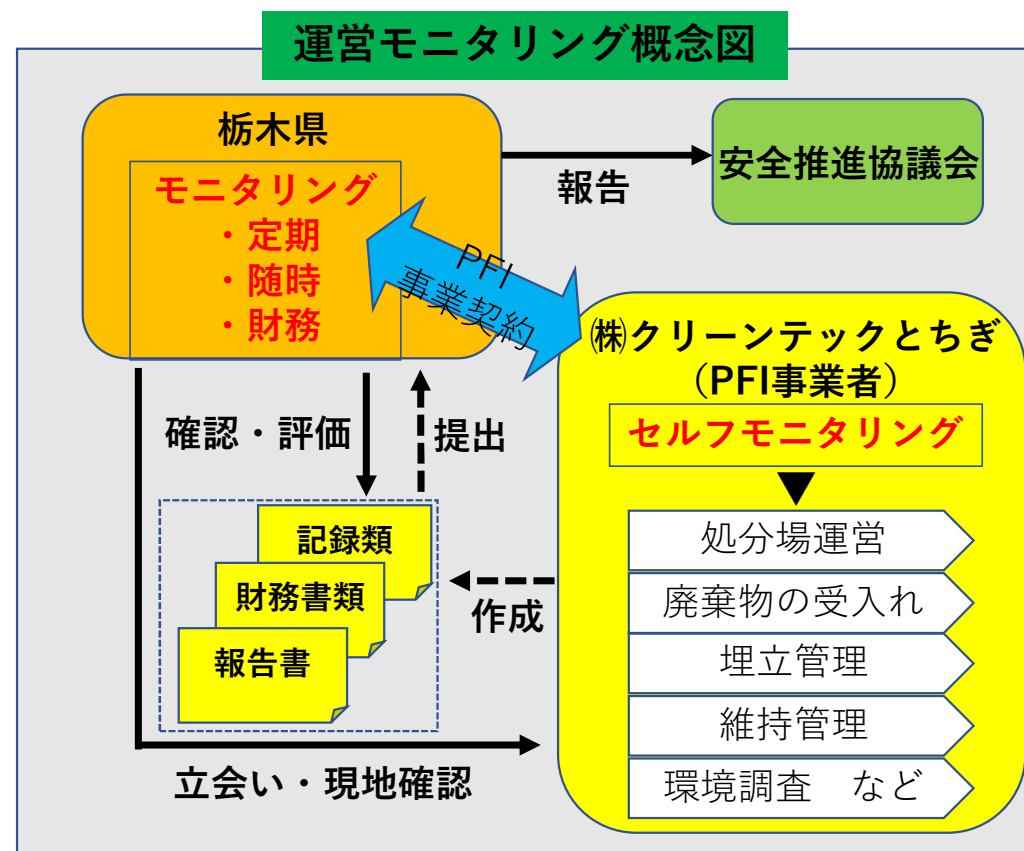 運営モニタリング概念図
栃木県
モニタリング
・定期
・随時
・財務
報告
安全推進協議会
PFI
事業契約
㈱クリーンテックとちぎ
（PFI事業者）
セルフモニタリング
処分場運営
廃棄物の受入れ
埋立管理
維持管理
環境調査　など
確認・評価
提出
記録類
財務書類
報告書
作成
立会い・現地確認